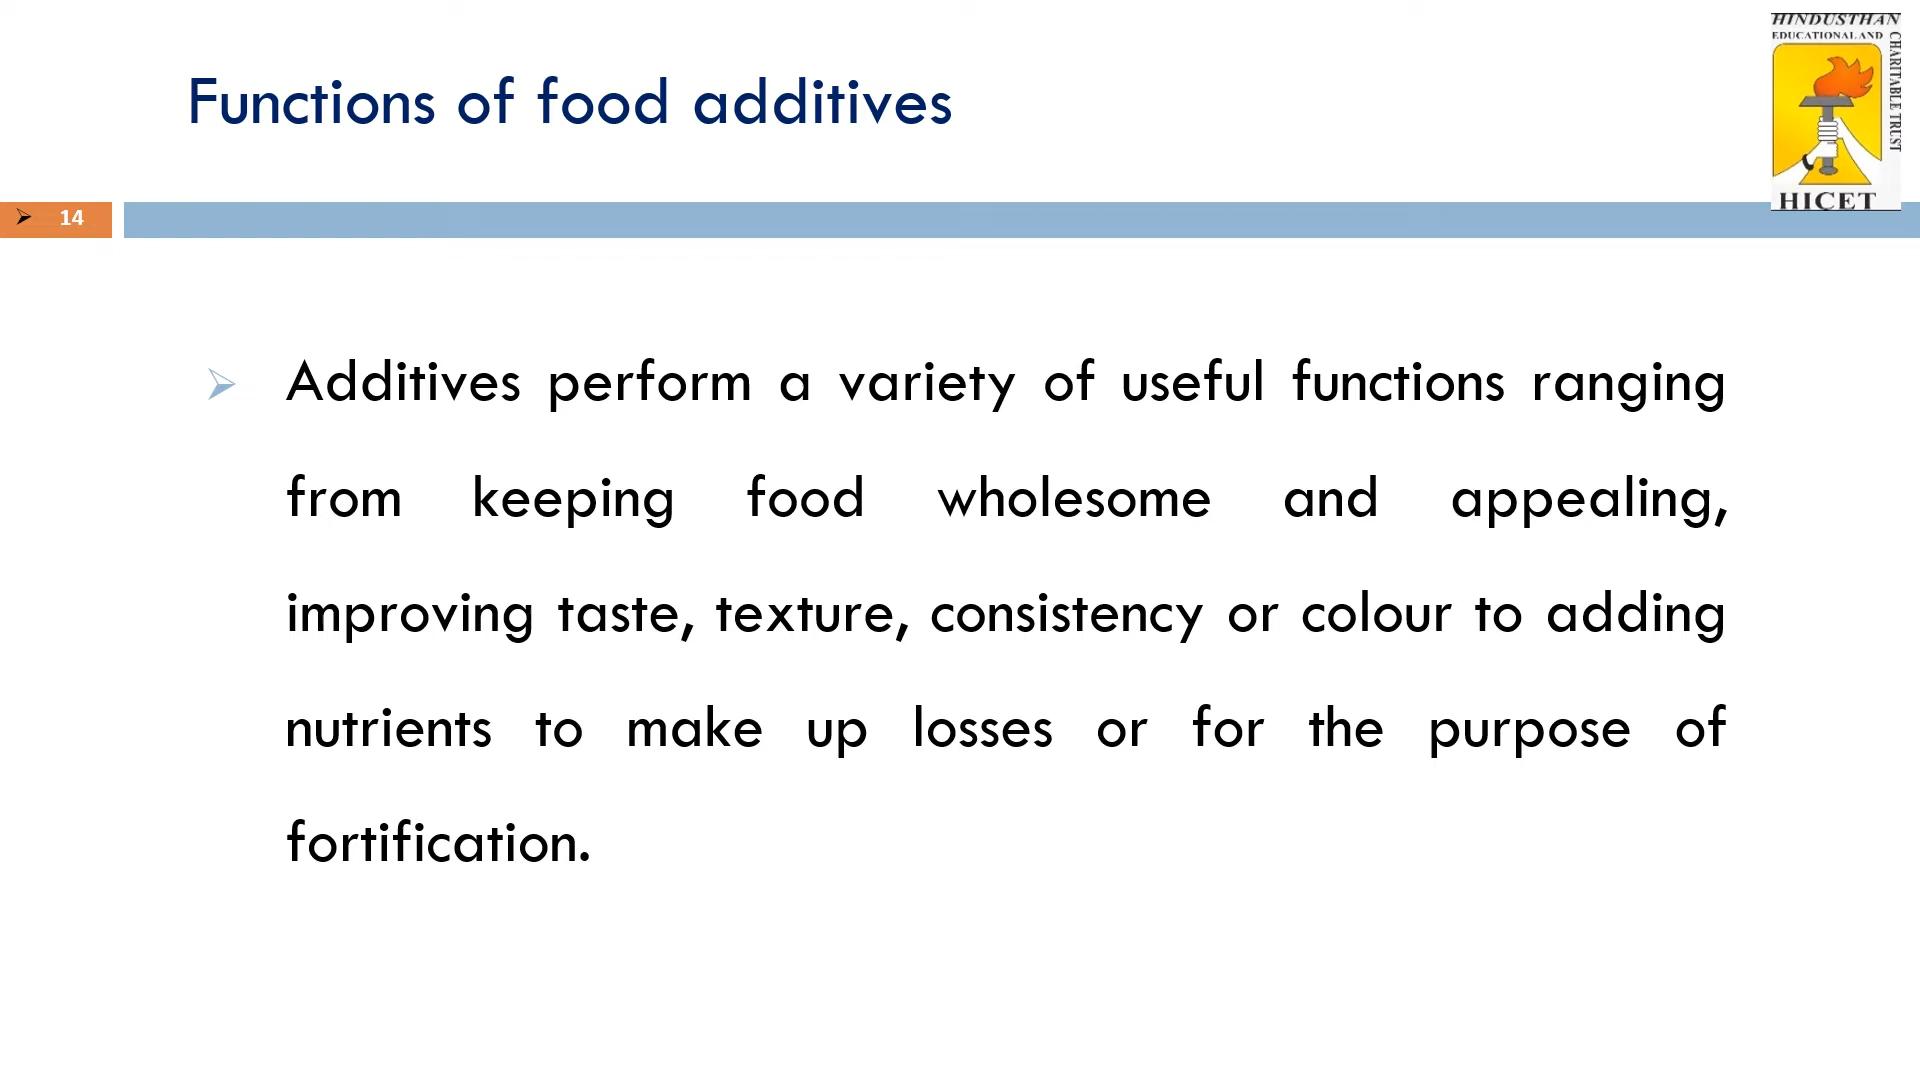 HINDUSTHAN
EDUCATIONAL AND
CHARITABLE TRUST
HICET
Functions of food additives
➢ 14
➢ Additives perform a variety of useful functions ranging
from keeping food wholesome and appealing,
improving taste, texture, consistency or colour to adding
nutrients to make up losses or for the purpose of
fortification.